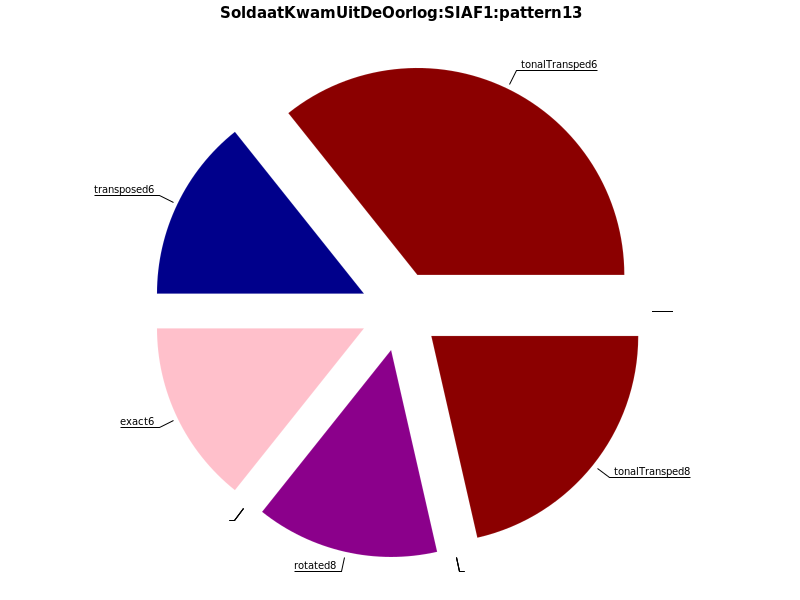 SoldaatKwamUitDeOorlog:SIAF1:pattern13
tonalTransped6
transposed6
exact6
tonalTransped8
rotated8